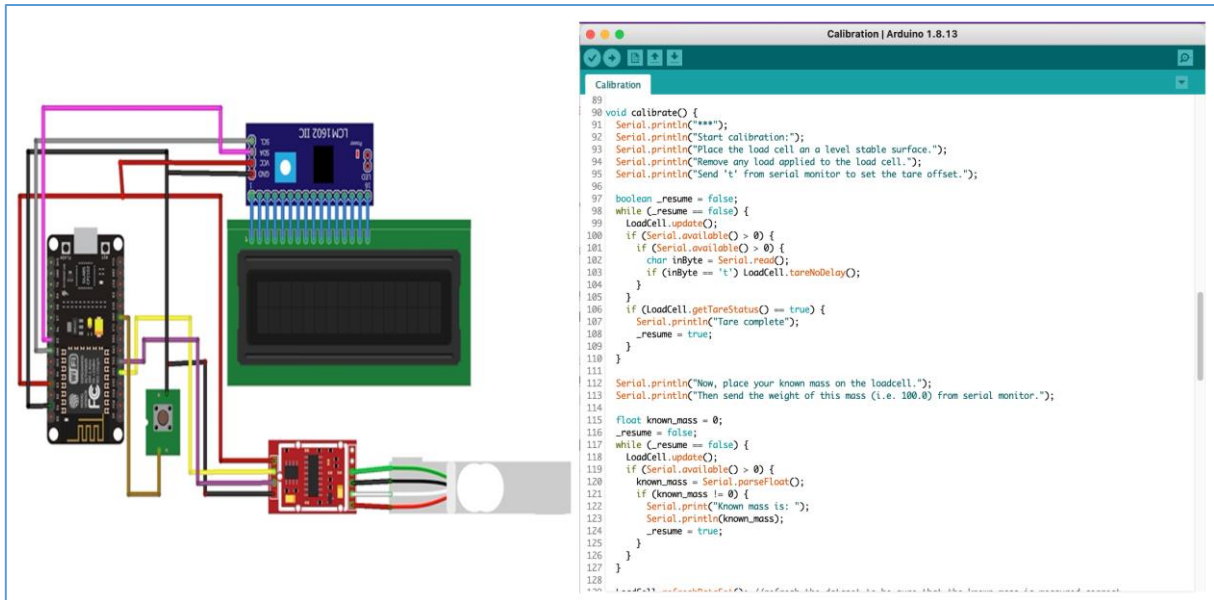 LCM1602 IIC
SCL
SDA
VCC
GND
Power
LED
1
16
WiFi
FC
Calibration | Arduino 1.8.13
Calibration
89
90 void calibrate() {
91 Serial.println("***");
92 Serial.println("Start calibration:");
93 Serial.println("Place the load cell an a level stable surface.");
94 Serial.println("Remove any load applied to the load cell.");
95 Serial.println("Send 't' from serial monitor to set the tare offset.");
96
97 boolean _resume = false;
98 while (_resume == false) {
99 LoadCell.update();
100 if (Serial.available() > 0) {
101 if (Serial.available() > 0) {
102 char inByte = Serial.read();
103 if (inByte == 't') LoadCell.tareNoDelay();
104 }
105 }
106 if (LoadCell.getTareStatus() == true) {
107 Serial.println("Tare complete");
108 _resume = true;
109 }
110 }
111
112 Serial.println("Now, place your known mass on the loadcell.");
113 Serial.println("Then send the weight of this mass (i.e. 100.0) from serial monitor.");
114
115 float known_mass = 0;
116 _resume = false;
117 while (_resume == false) {
118 LoadCell.update();
119 if (Serial.available() > 0) {
120 known_mass = Serial.parseFloat();
121 if (known_mass != 0) {
122 Serial.print("Known mass is: ");
123 Serial.println(known_mass);
124 _resume = true;
125 }
126 }
127 }
128